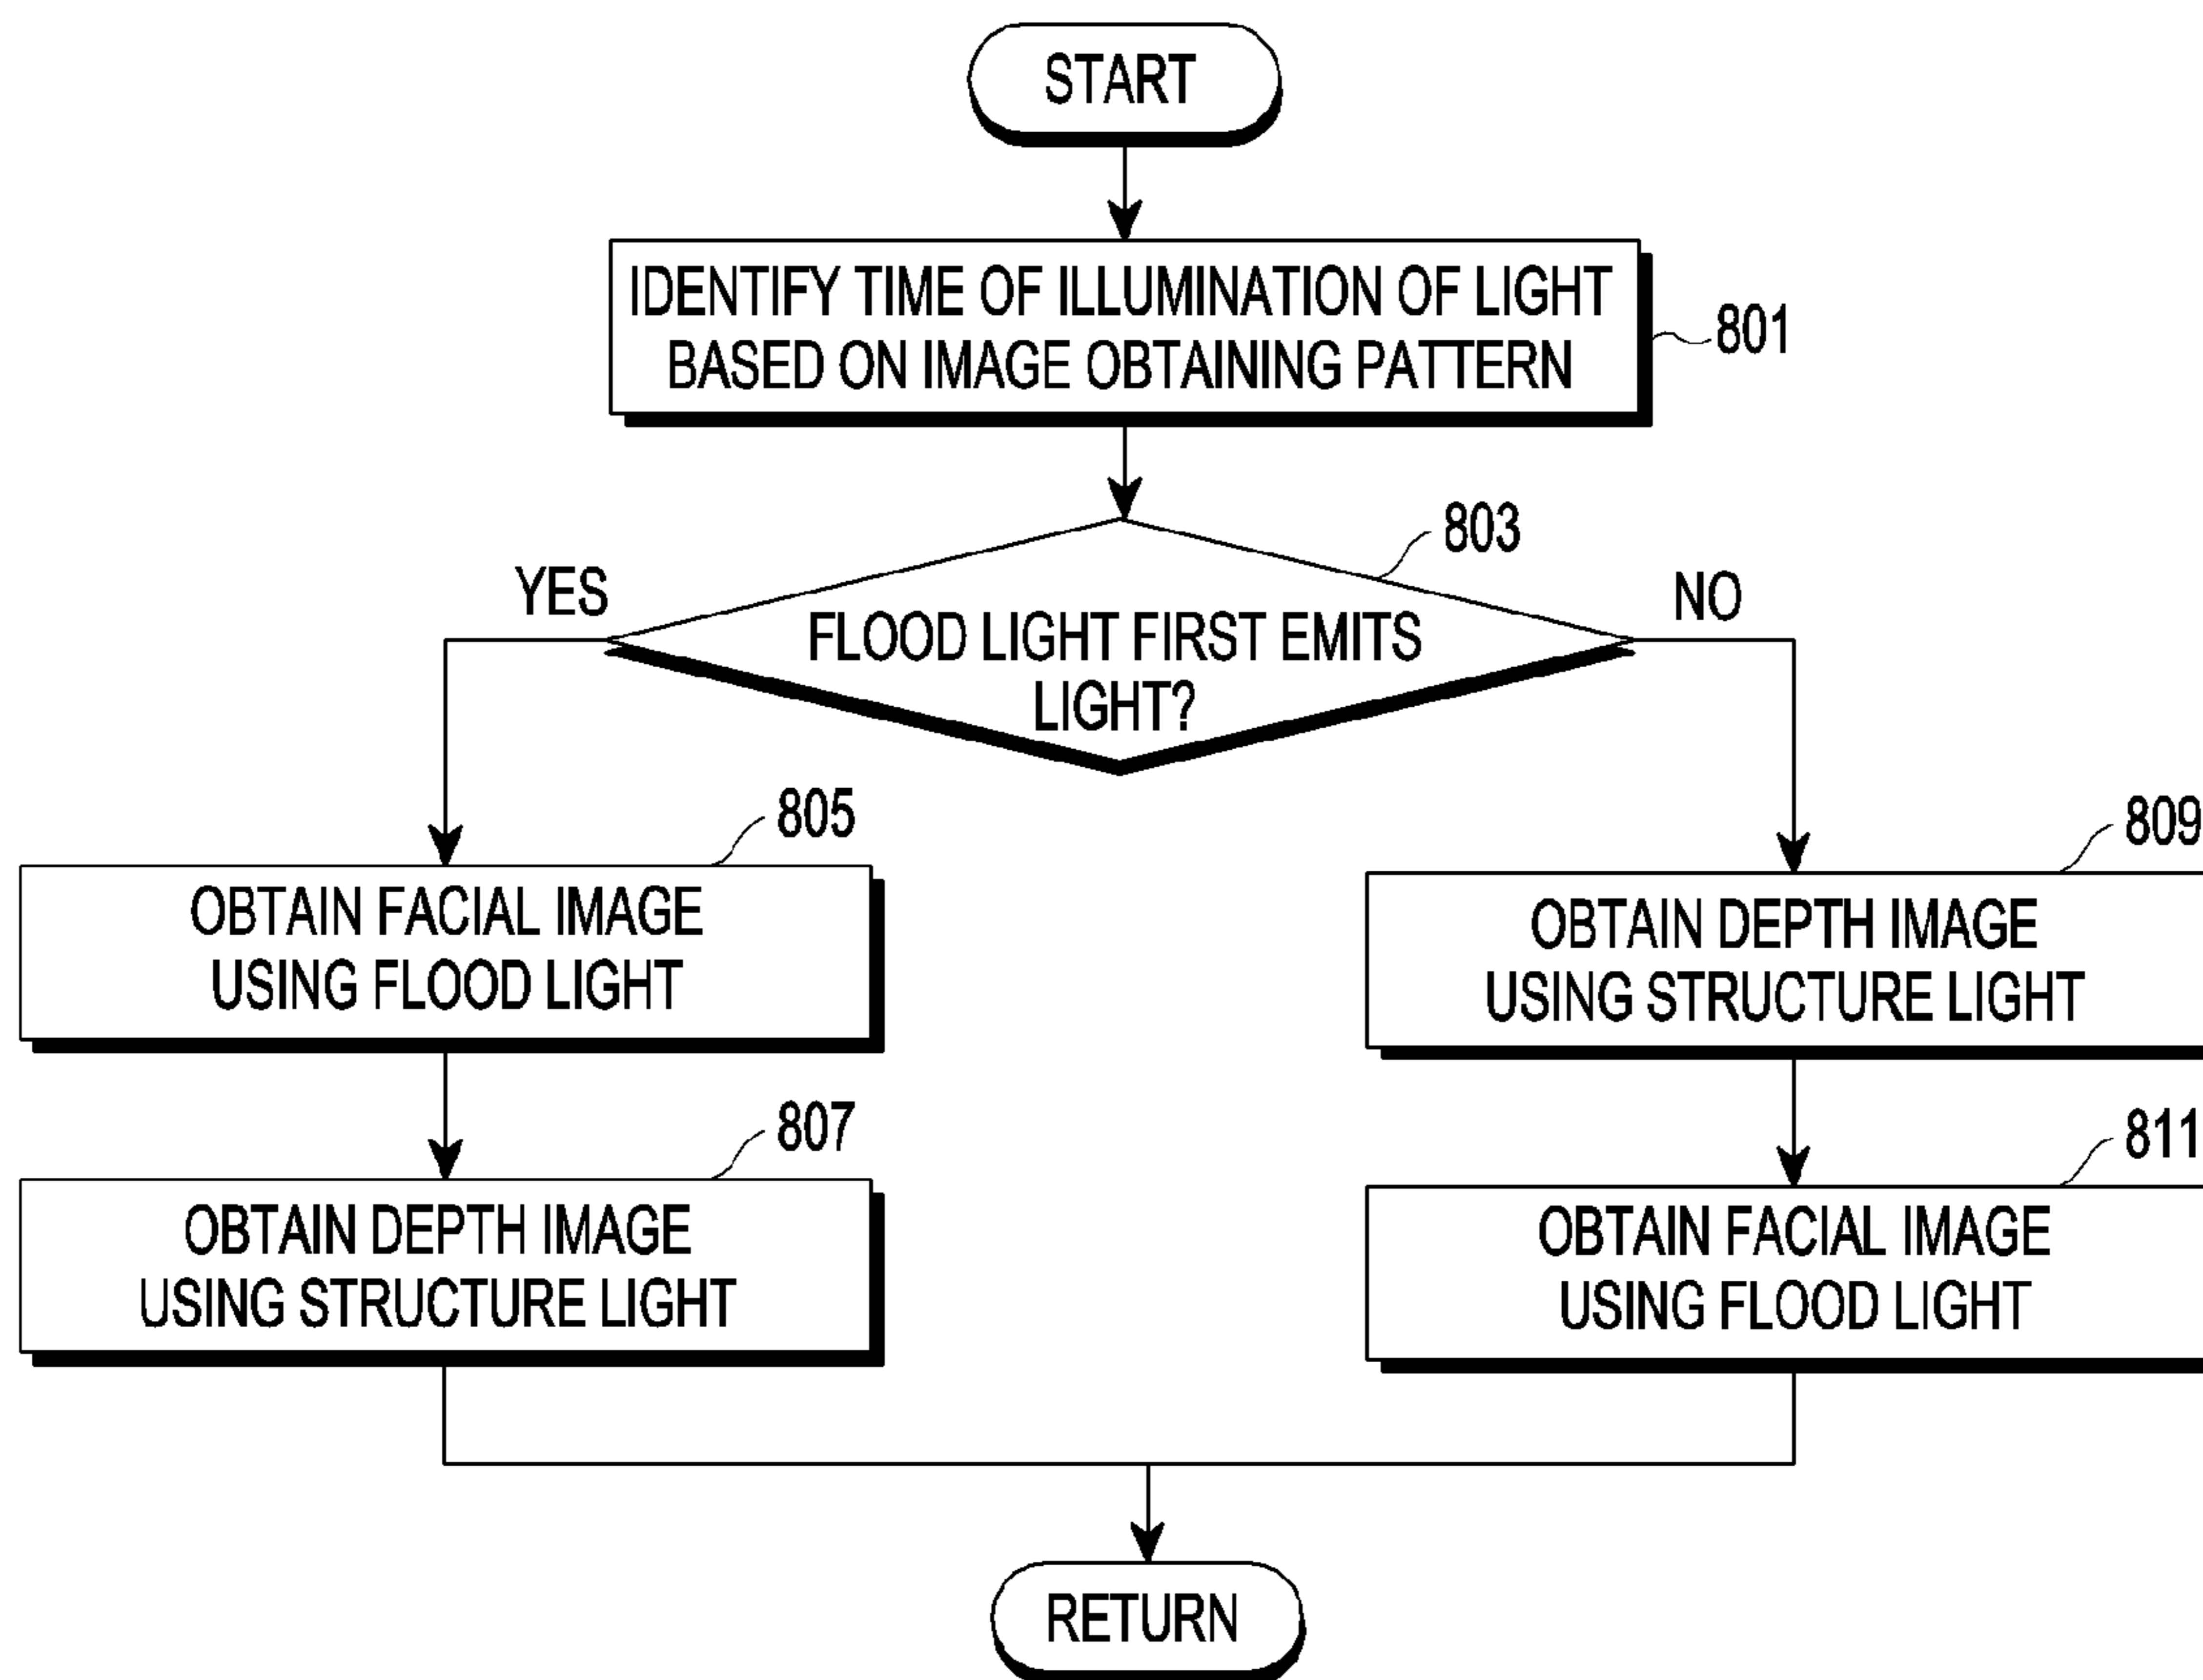 START
IDENTIFY TIME OF ILLUMINATION OF LIGHT
BASED ON IMAGE OBTAINING PATTERN
801
803
YES
NO
FLOOD LIGHT FIRST EMITS
LIGHT?
805
OBTAIN FACIAL IMAGE
USING FLOOD LIGHT
807
OBTAIN DEPTH IMAGE
USING STRUCTURE LIGHT
809
OBTAIN DEPTH IMAGE
USING STRUCTURE LIGHT
811
OBTAIN FACIAL IMAGE
USING FLOOD LIGHT
RETURN